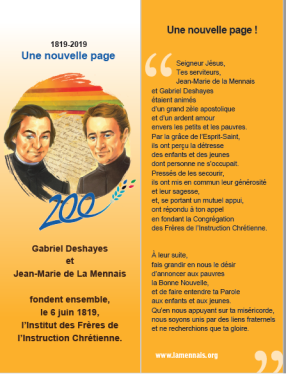 1819-2019
Une nouvelle page
200
Gabriel Deshayes
et
Jean-Marie de La Mennais
fondent ensemble,
le 6 juin 1819,
l'Institut des Frères de
l'Instruction Chrétienne.
Une nouvelle page !
“
Seigneur Jésus,
Tes serviteurs,
Jean-Marie de la Mennais
et Gabriel Deshayes
étaient animés
d'un grand zèle apostolique
et d'un ardent amour
envers les petits et les pauvres.
Par la grâce de l'Esprit-Saint,
ils ont perçu la détresse
des enfants et des jeunes
dont personne ne s'occupait.
Pressés de les secourir,
ils ont mis en commun leur générosité
et leur sagesse,
et, se portant un mutuel appui,
ont répondu à ton appel
en fondant la Congrégation
des Frères de l'Instruction Chrétienne.
À leur suite,
fais grandir en nous le désir
d'annoncer aux pauvres
la Bonne Nouvelle,
et de faire entendre ta Parole
aux enfants et aux jeunes.
Qu'en nous appuyant sur ta miséricorde,
nous soyons unis par des liens fraternels
et ne recherchions que ta gloire.
www.lamennais.org
”